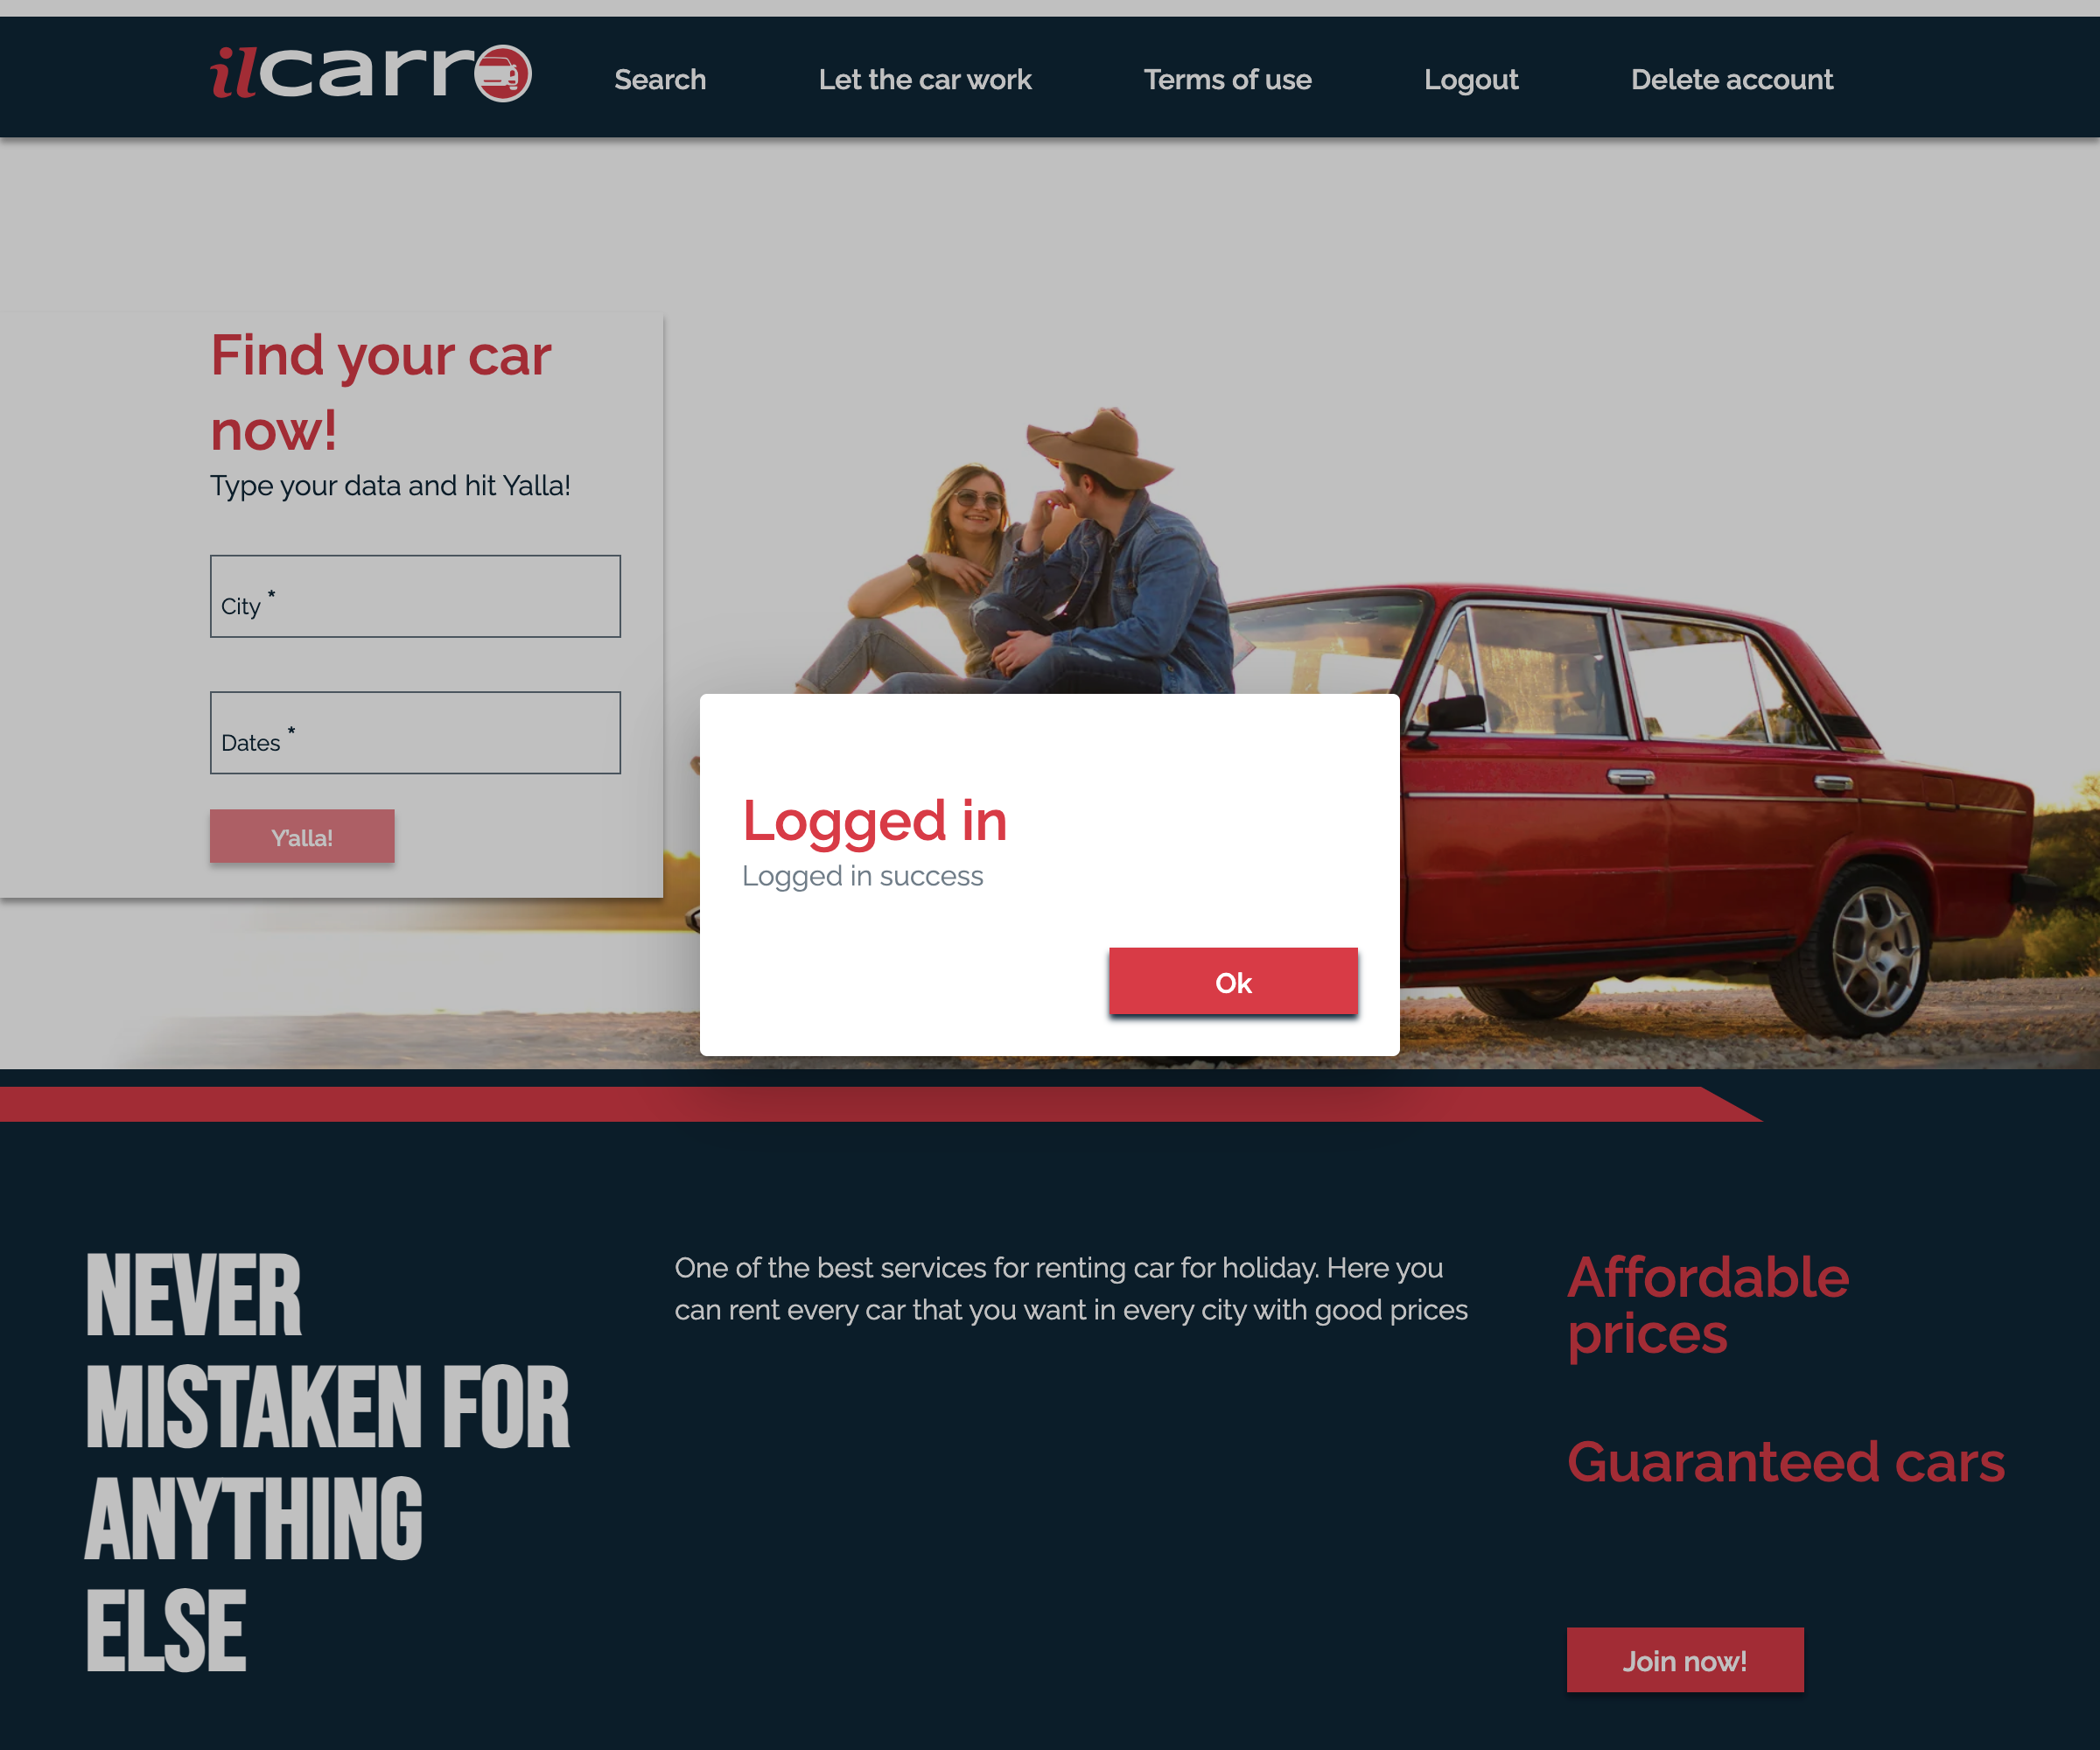 ilcarro
Search
Let the car work
Terms of use
Logout
Delete account
Find your car
now!
Type your data and hit Yalla!
City *
Dates *
Y'alla!
Logged in
Logged in success
Ok
NEVER
MISTAKEN FOR
ANYTHING
ELSE
One of the best services for renting car for holiday. Here you
can rent every car that you want in every city with good prices
Affordable
prices
Guaranteed cars
Join now!